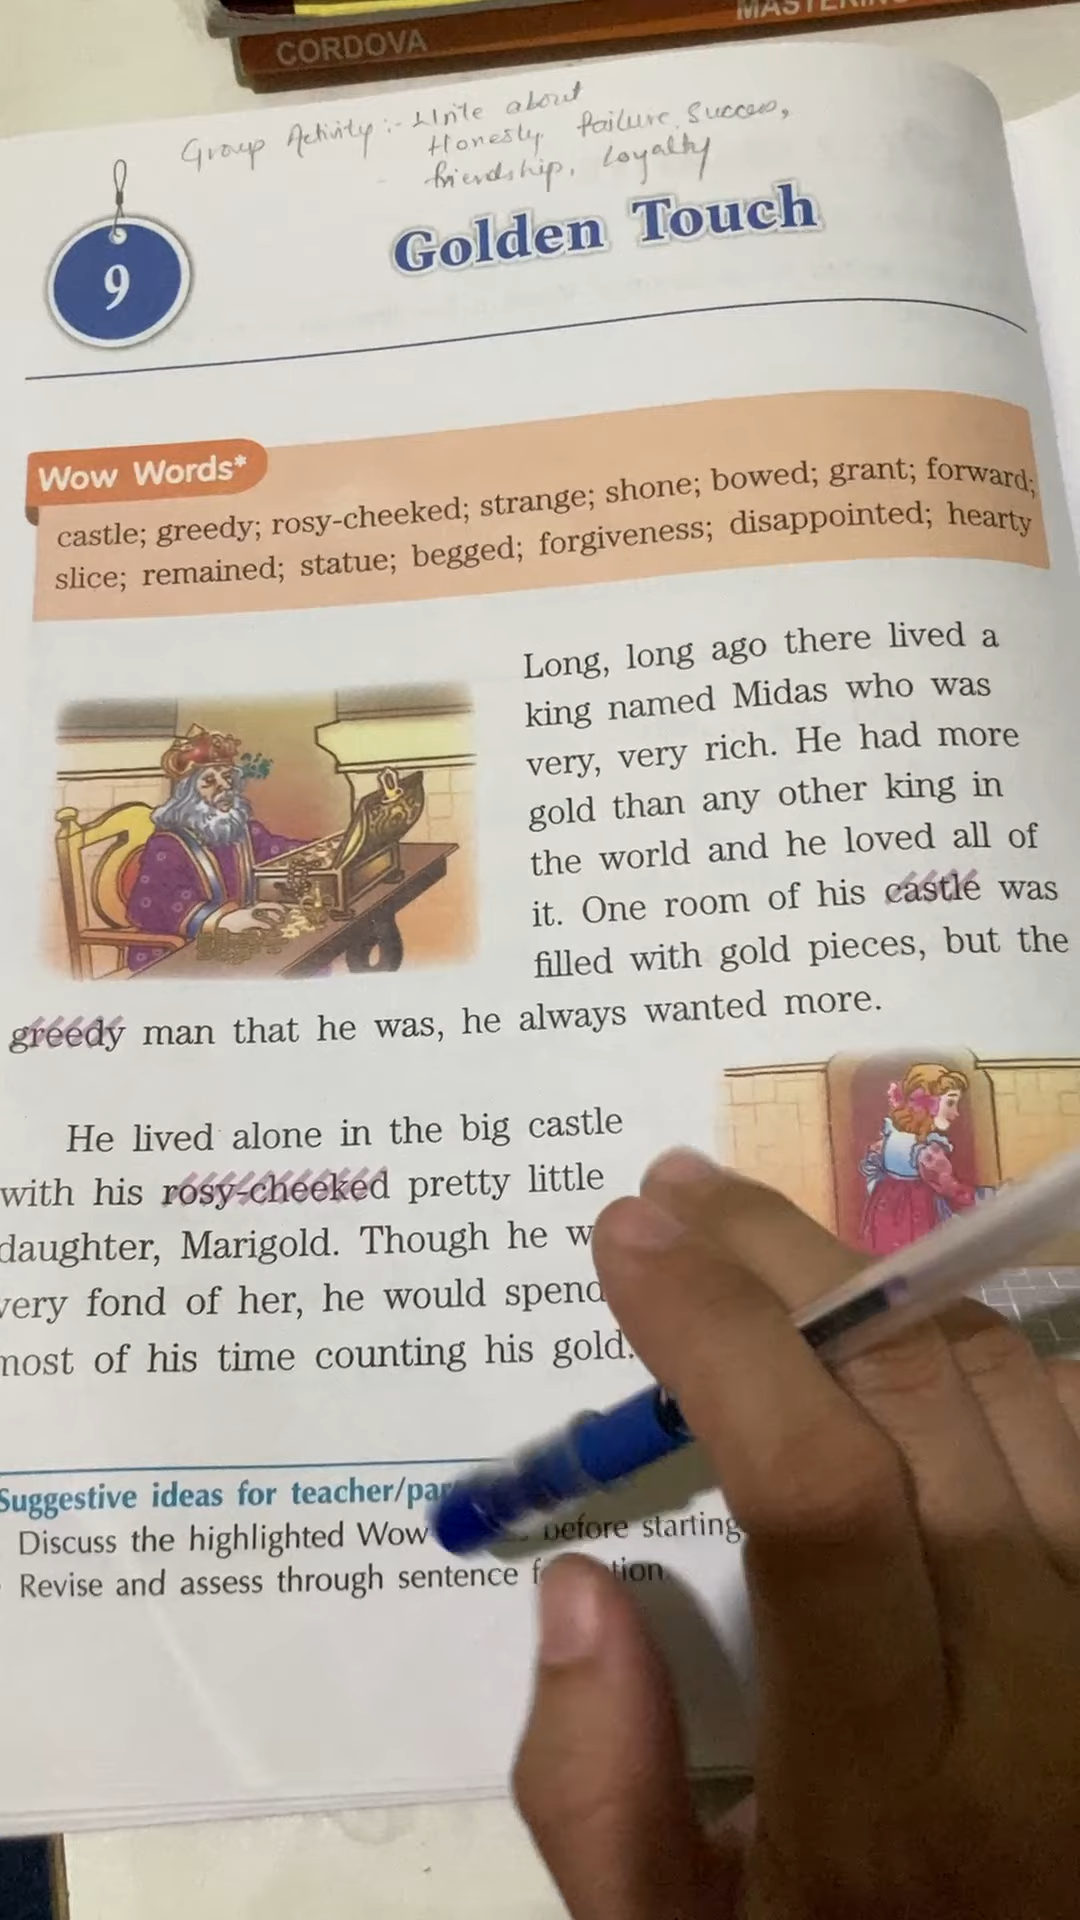 MASTERIN
CORDOVA
Group Activity :- Write about
Honesty, failure, success,
friendship, Loyalty
9
Golden Touch
Wow Words*
castle; greedy; rosy-cheeked; strange; shone; bowed; grant; forward;
slice; remained; statue; begged; forgiveness; disappointed; hearty
Long, long ago there lived a
king named Midas who was
very, very rich. He had more
gold than any other king in
the world and he loved all of
it. One room of his castle was
filled with gold pieces, but the
greedy man that he was, he always wanted more.
He lived alone in the big castle
with his rosy-cheeked pretty little
daughter, Marigold. Though he w
very fond of her, he would spend
most of his time counting his gold.
Suggestive ideas for teacher/par
Discuss the highlighted Wow before starting
Revise and assess through sentence f tion